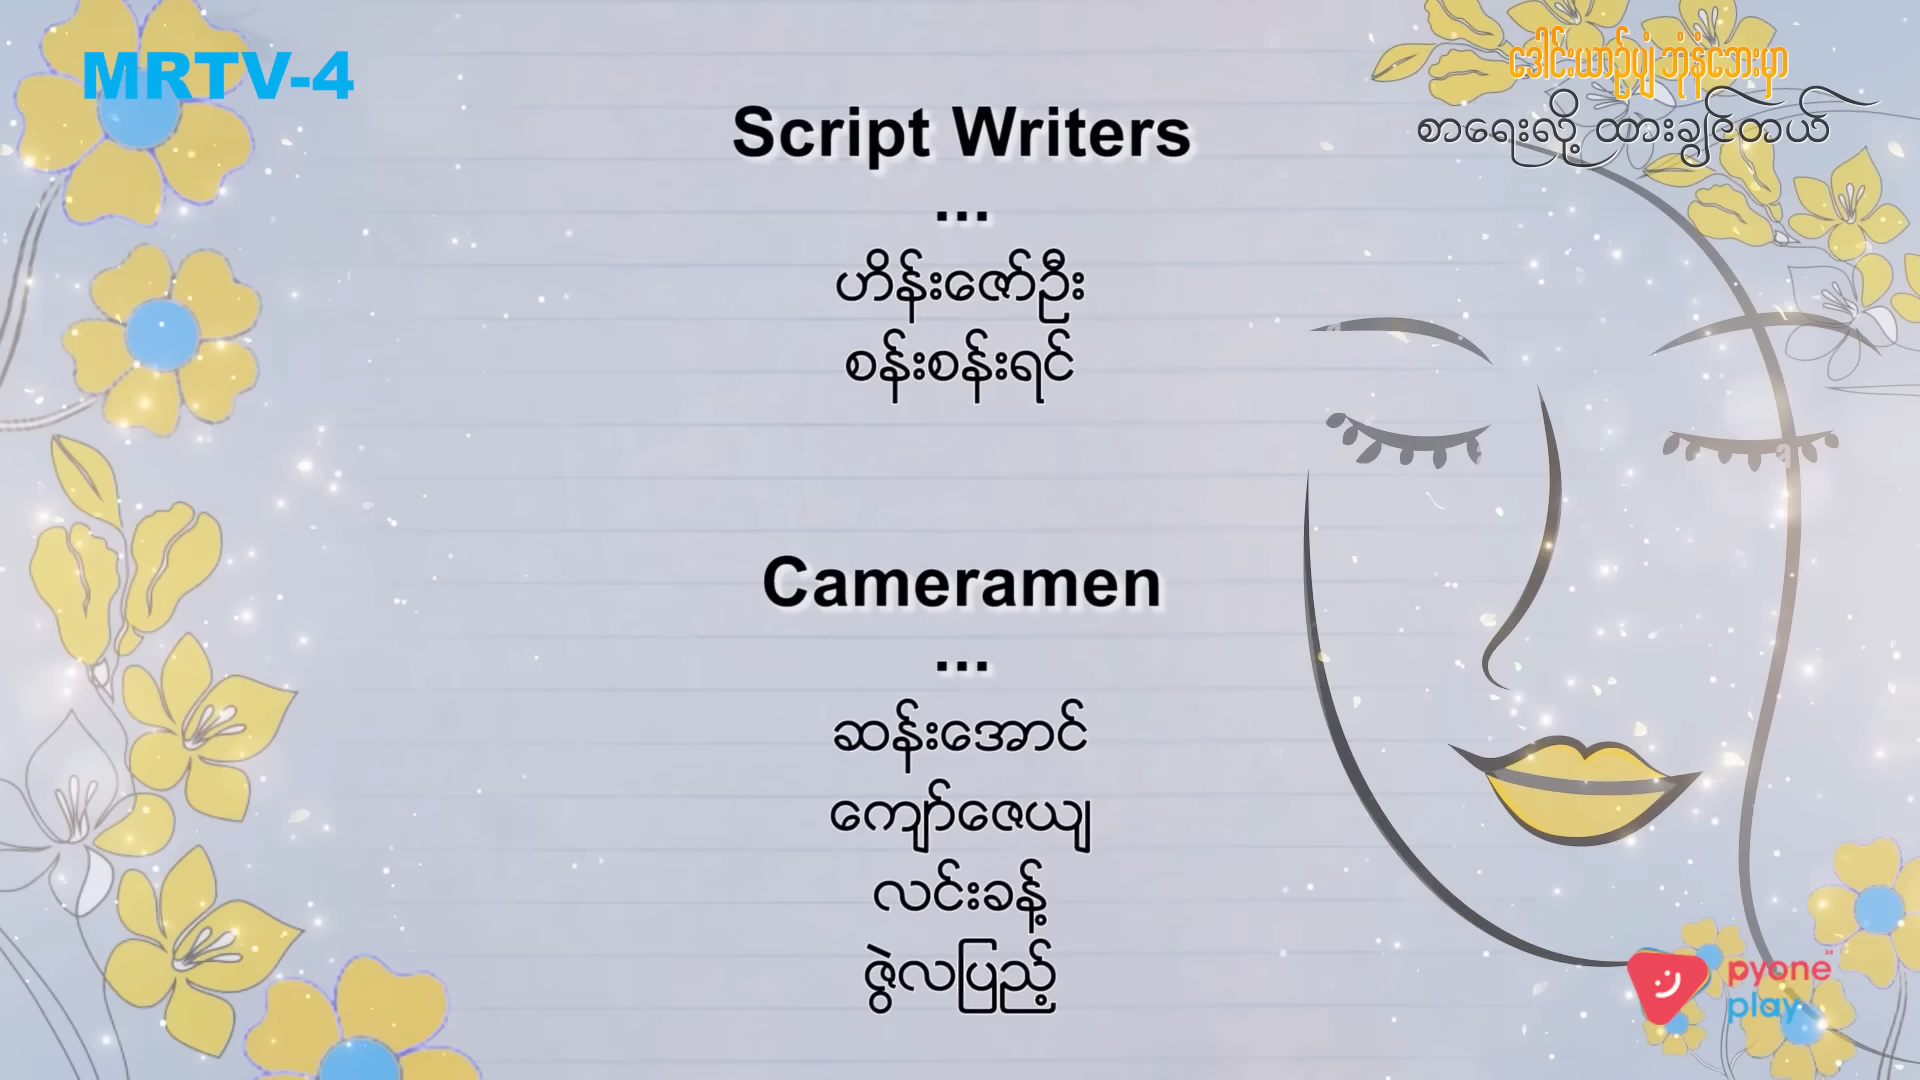 MRTV-4
ဒေါင်းယာဉ်ပျံ ဘုံနံဘေးမှာ
စာရေးလို့ ထားချင်တယ်
Script Writers
...
ဟိန်းဇော်ဦး
စန်းစန်းရင်
Cameramen
...
ဆန်းအောင်
ကျော်ဇေယျ
လင်းခန့်
ဇွဲလပြည့်
pyone
play